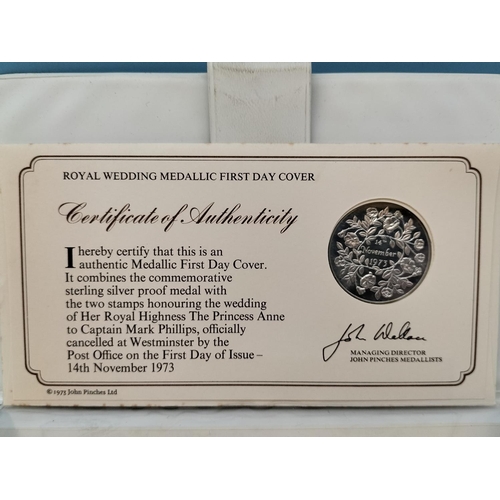 ROYAL WEDDING MEDALLIC FIRST DAY COVER
Certificate of Authenticity
I hereby certify that this is an
authentic Medallic First Day Cover.
It combines the commemorative
sterling silver proof medal with
the two stamps honouring the wedding
of Her Royal Highness The Princess Anne
to Captain Mark Phillips, officially
cancelled at Westminster by the
Post Office on the First Day of Issue –
14th November 1973
14
November
1973
John Wallace
MANAGING DIRECTOR
JOHN PINCHES MEDALLISTS
© 1973 John Pinches Ltd